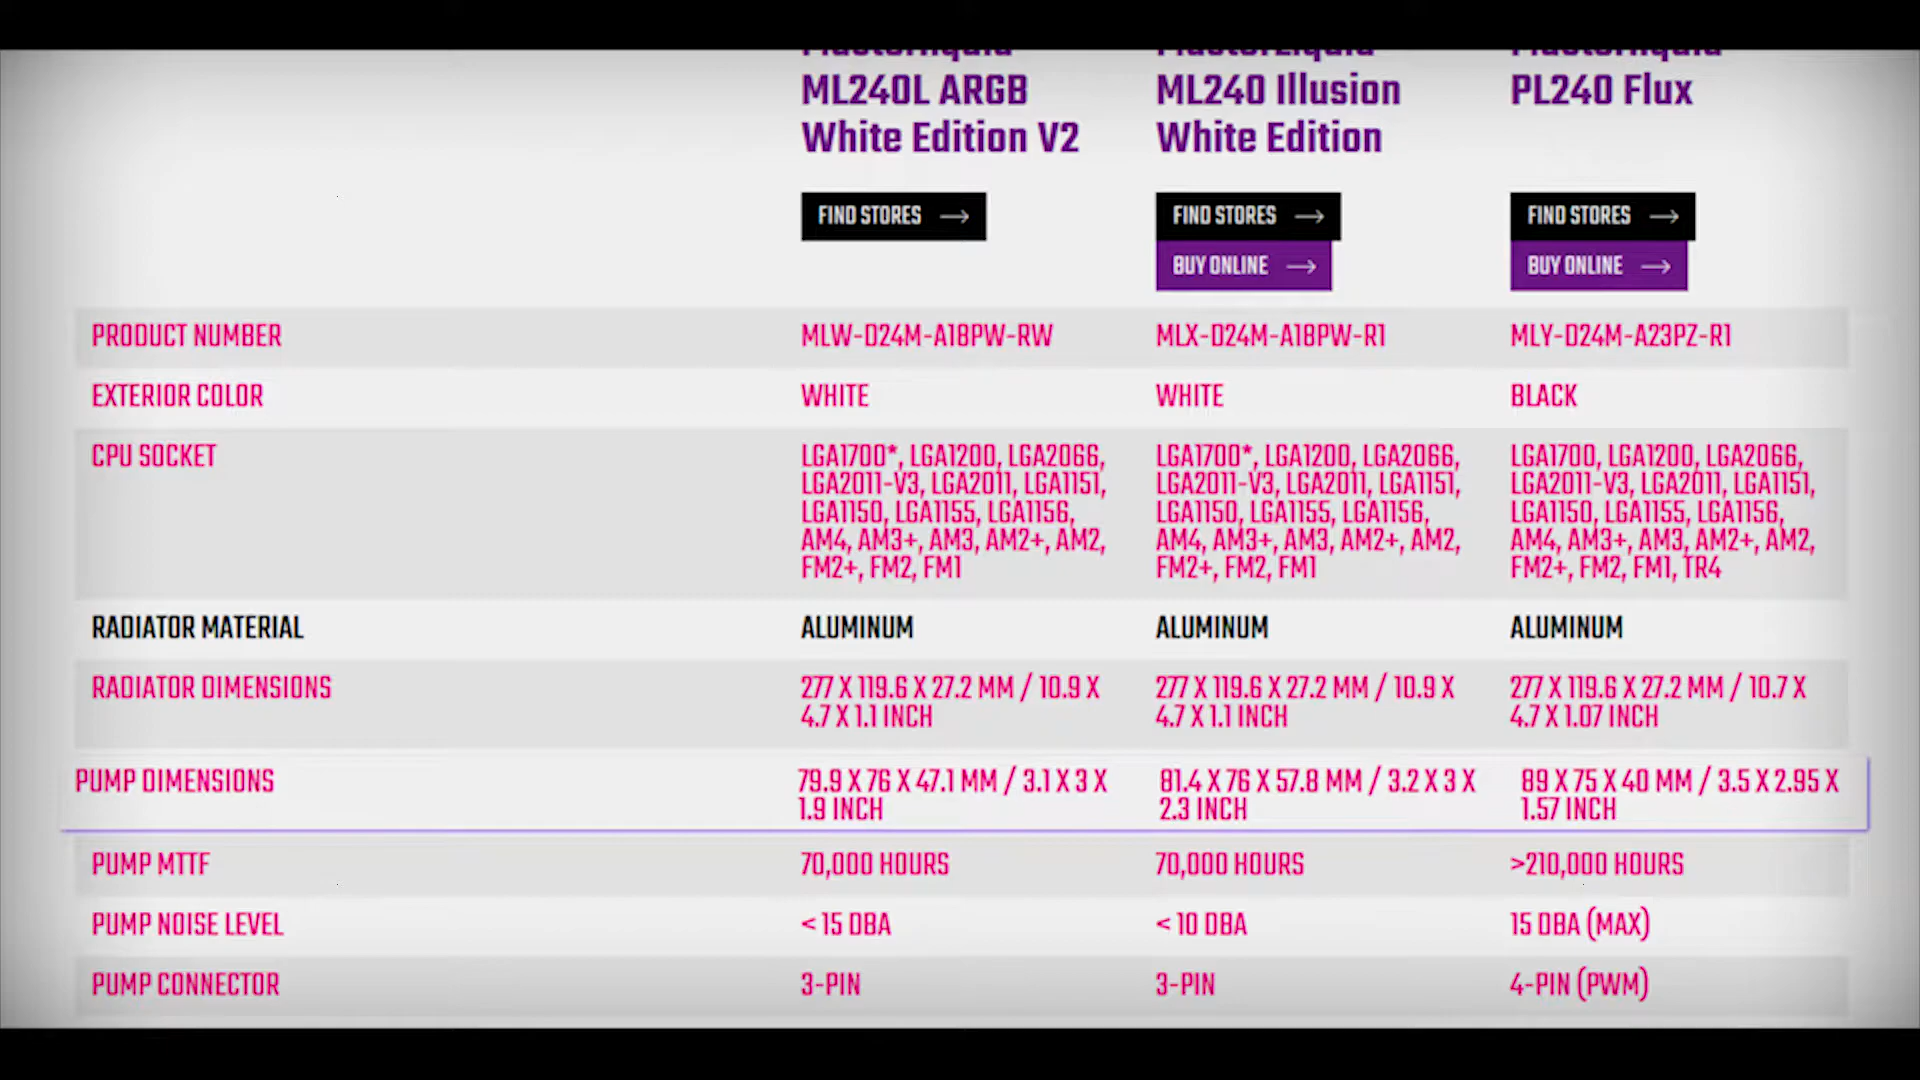 Masterliquid MasterLiquid Masterliquid
ML240L ARGB ML240 Illusion PL240 Flux
White Edition V2 White Edition
FIND STORES → FIND STORES → FIND STORES →
BUY ONLINE → BUY ONLINE →
PRODUCT NUMBER MLW-D24M-A18PW-RW MLX-D24M-A18PW-R1 MLY-D24M-A23PZ-R1
EXTERIOR COLOR WHITE WHITE BLACK
CPU SOCKET LGA1700*, LGA1200, LGA2066, LGA1700*, LGA1200, LGA2066, LGA1700, LGA1200, LGA2066,
LGA2011-V3, LGA2011, LGA1151, LGA2011-V3, LGA2011, LGA1151, LGA2011-V3, LGA2011, LGA1151,
LGA1150, LGA1155, LGA1156, LGA1150, LGA1155, LGA1156, LGA1150, LGA1155, LGA1156,
AM4, AM3+, AM3, AM2+, AM2, AM4, AM3+, AM3, AM2+, AM2, AM4, AM3+, AM3, AM2+, AM2,
FM2+, FM2, FM1 FM2+, FM2, FM1 FM2+, FM2, FM1, TR4
RADIATOR MATERIAL ALUMINUM ALUMINUM ALUMINUM
RADIATOR DIMENSIONS 277 X 119.6 X 27.2 MM / 10.9 X 277 X 119.6 X 27.2 MM / 10.9 X 277 X 119.6 X 27.2 MM / 10.7 X
4.7 X 1.1 INCH 4.7 X 1.1 INCH 4.7 X 1.07 INCH
PUMP DIMENSIONS 79.9 X 76 X 47.1 MM / 3.1 X 3 X 81.4 X 76 X 57.8 MM / 3.2 X 3 X 89 X 75 X 40 MM / 3.5 X 2.95 X
1.9 INCH 2.3 INCH 1.57 INCH
PUMP MTTF 70,000 HOURS 70,000 HOURS >210,000 HOURS
PUMP NOISE LEVEL < 15 DBA < 10 DBA 15 DBA (MAX)
PUMP CONNECTOR 3-PIN 3-PIN 4-PIN (PWM)